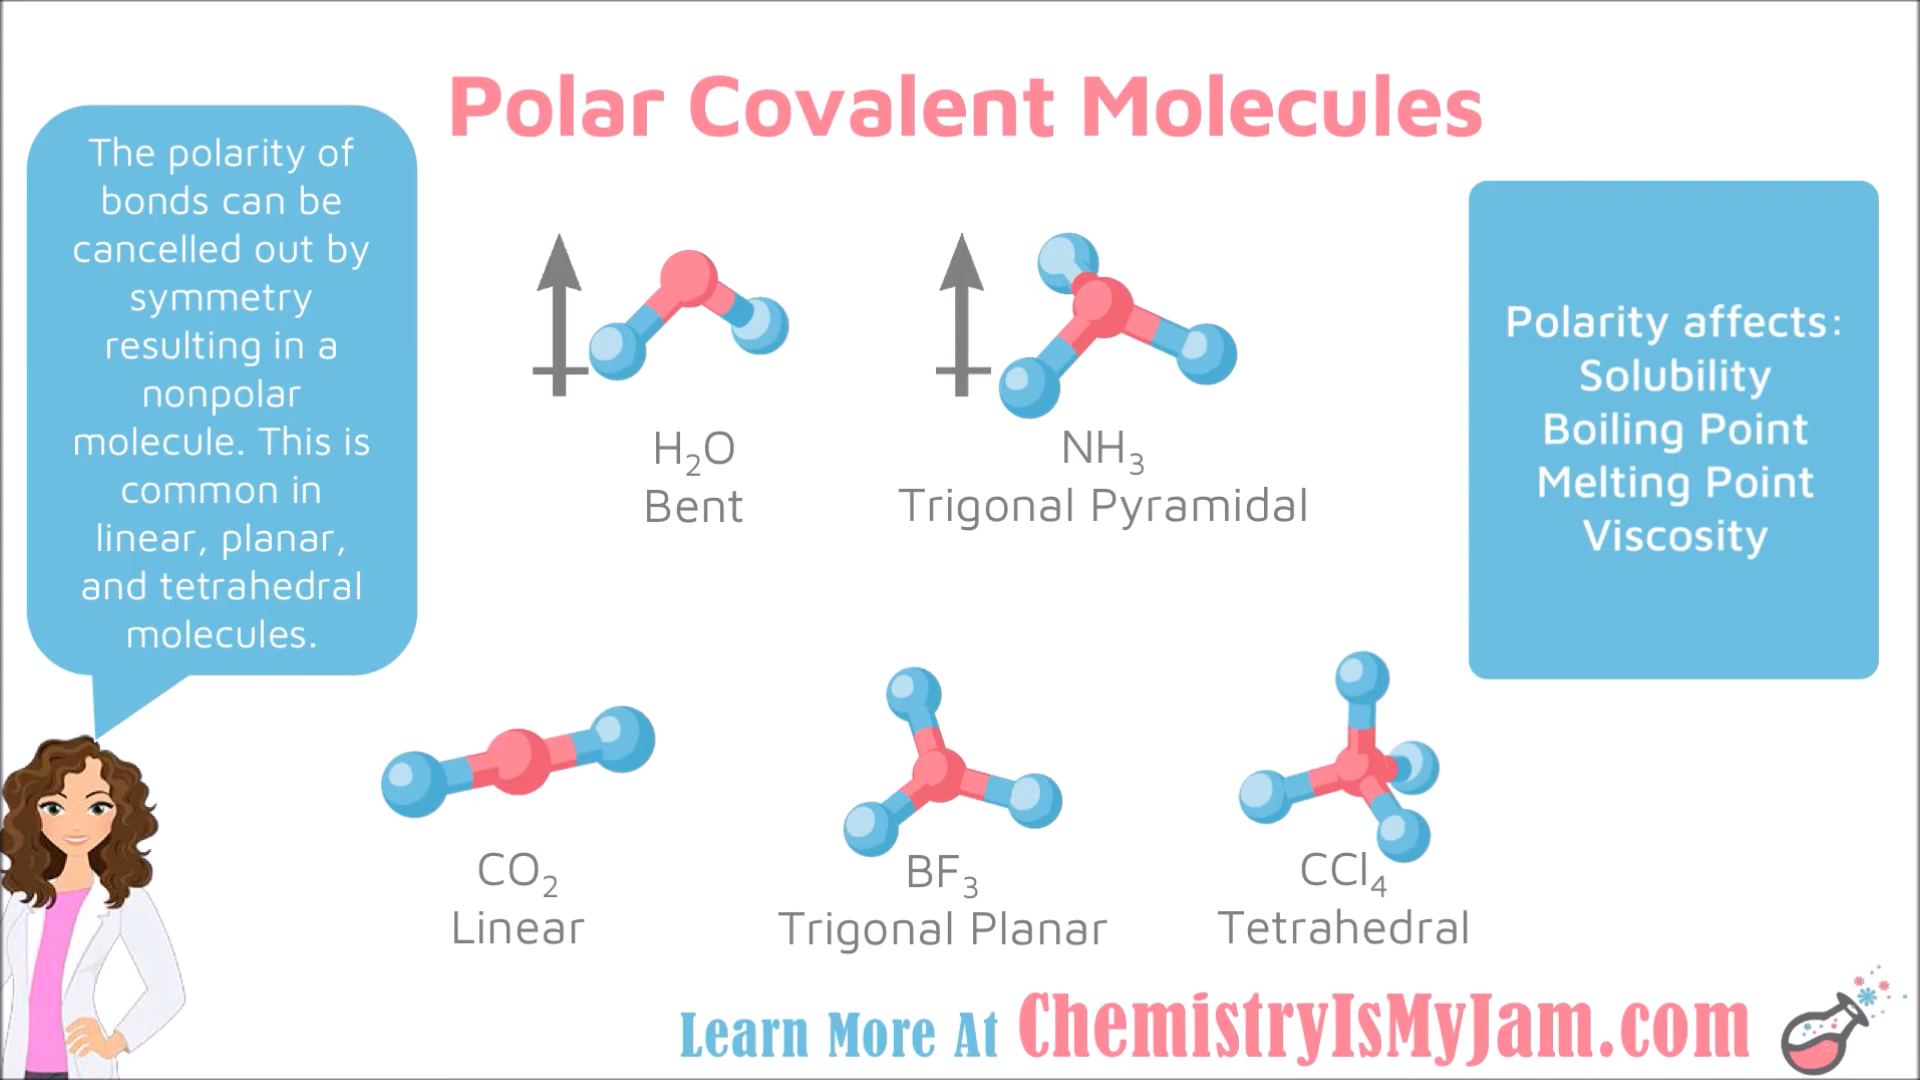 Polar Covalent Molecules
The polarity of
bonds can be
cancelled out by
symmetry
resulting in a
nonpolar
molecule. This is
common in
linear, planar,
and tetrahedral
molecules.
H₂O
Bent
NH₃
Trigonal Pyramidal
Polarity affects:
Solubility
Boiling Point
Melting Point
Viscosity
CO₂
Linear
BF₃
Trigonal Planar
CCl₄
Tetrahedral
Learn More At ChemistryIsMyJam.com